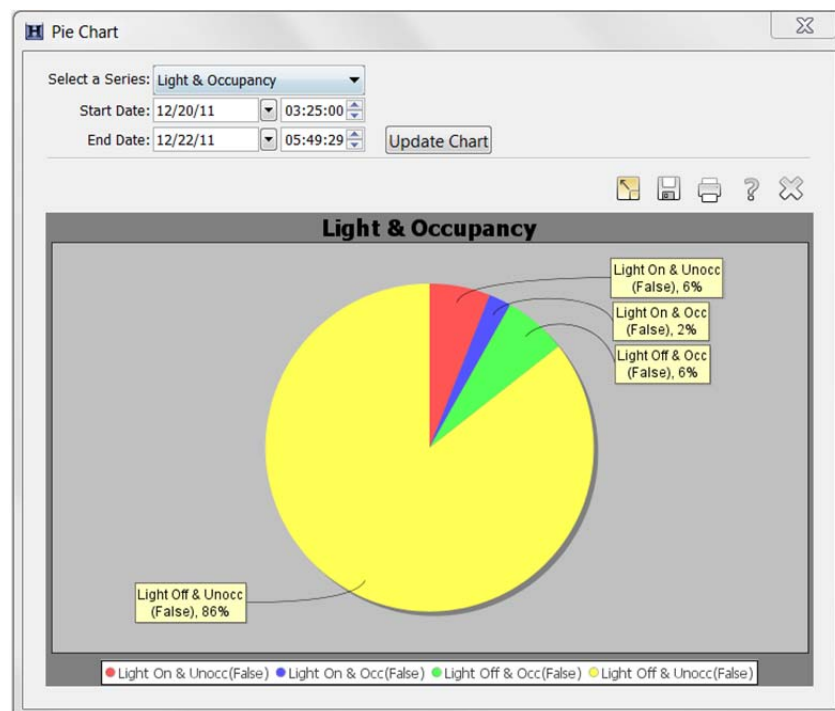 Pie Chart
Select a Series: Light & Occupancy
Start Date: 12/20/11 03:25:00
End Date: 12/22/11 05:49:29 Update Chart
Light & Occupancy
Light On & Unocc
(False), 6%
Light On & Occ
(False), 2%
Light Off & Occ
(False), 6%
Light Off & Unocc
(False), 86%
Light On & Unocc(False) Light On & Occ(False) Light Off & Occ(False) Light Off & Unocc(False)